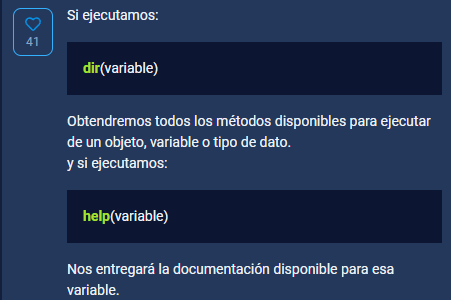 Si ejecutamos:
41
dir(variable)
Obtendremos todos los métodos disponibles para ejecutar
de un objeto, variable o tipo de dato.
y si ejecutamos:
help(variable)
Nos entregará la documentación disponible para esa
variable.